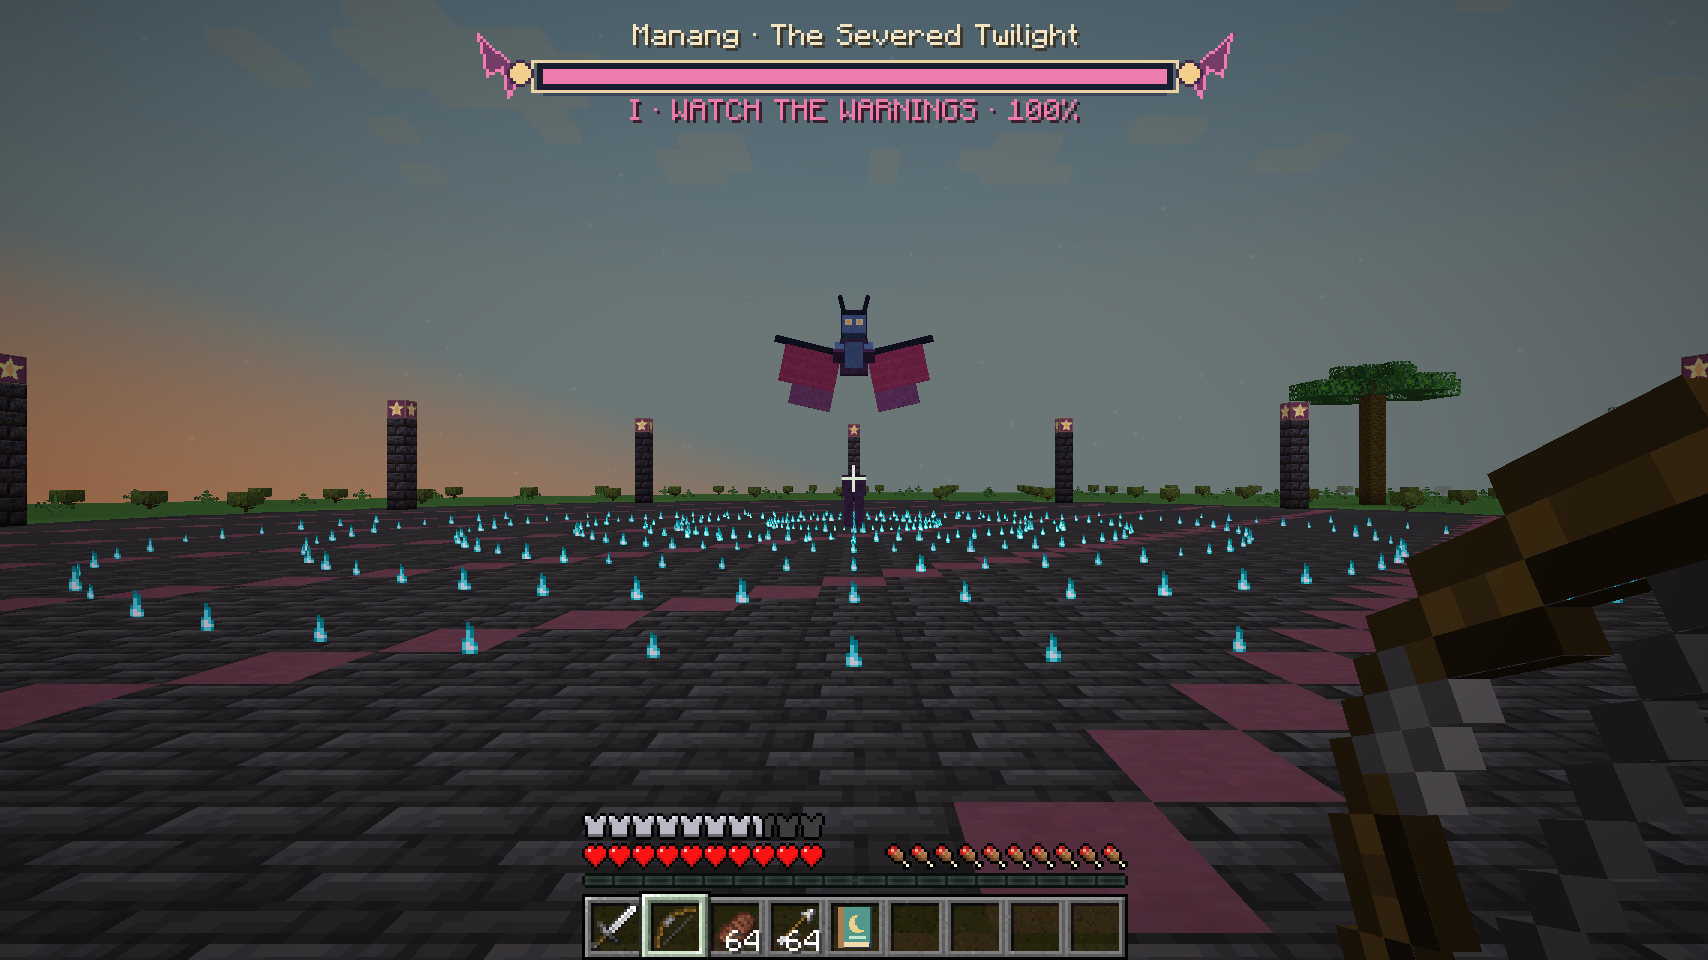 Manang · The Severed Twilight
I · WATCH THE WARNINGS · 100%
64
64